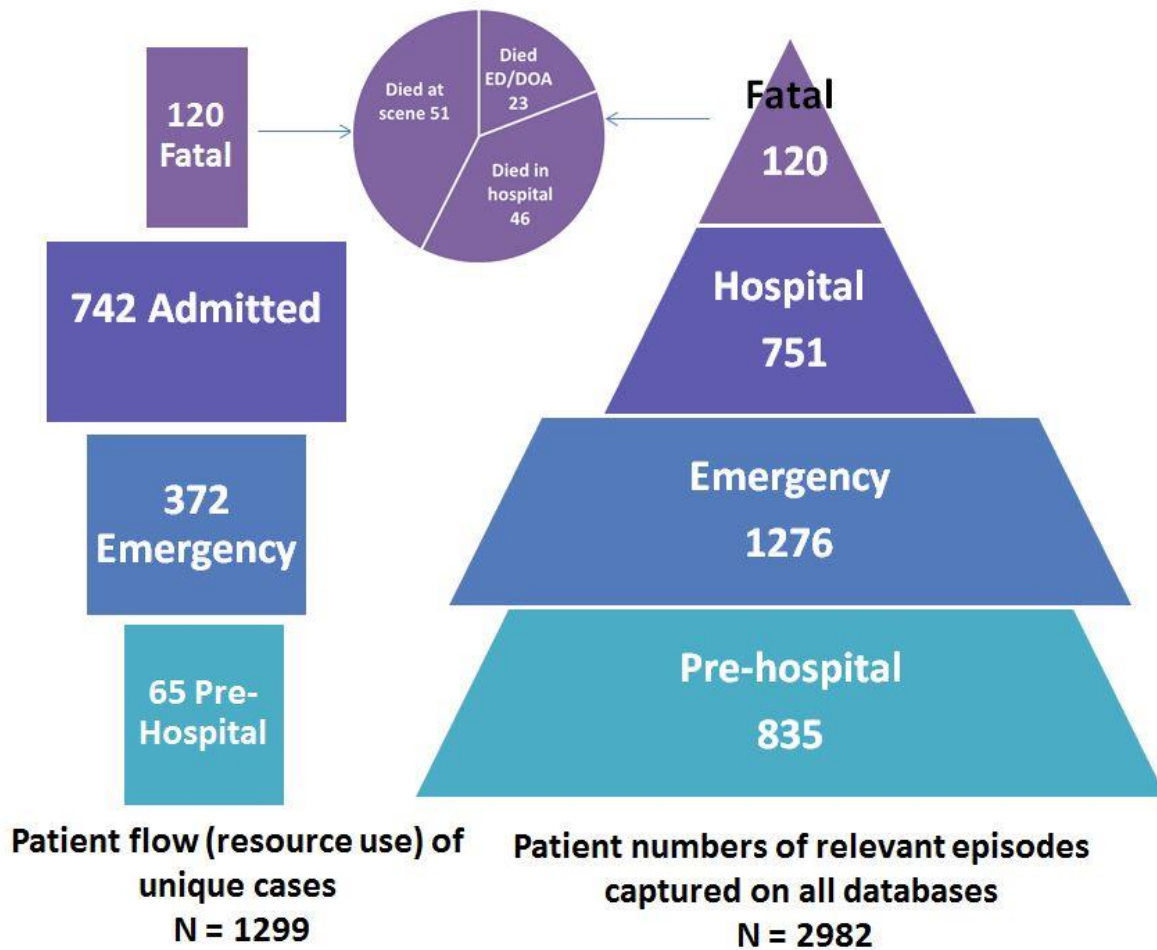 120
Fatal
Died at
scene 51
Died
ED/DOA
23
Died in
hospital
46
Fatal
120
742 Admitted
Hospital
751
372
Emergency
Emergency
1276
65 Pre-
Hospital
Pre-hospital
835
Patient flow (resource use) of
unique cases
N = 1299
Patient numbers of relevant episodes
captured on all databases
N = 2982